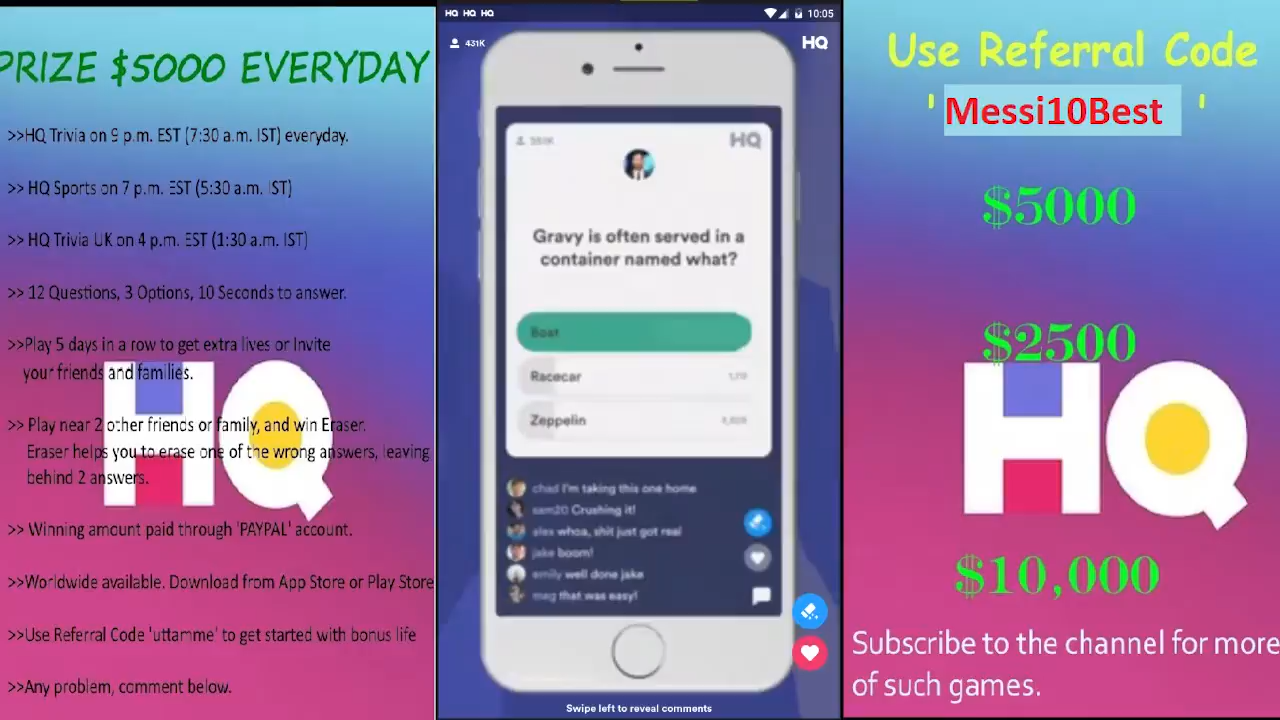 PRIZE $5000 EVERYDAY
>>HQ Trivia on 9 p.m. EST (7:30 a.m. IST) everyday.
>> HQ Sports on 7 p.m. EST (5:30 a.m. IST)
>> HQ Trivia UK on 4 p.m. EST (1:30 a.m. IST)
>> 12 Questions, 3 Options, 10 Seconds to answer.
>>Play 5 days in a row to get extra lives or Invite
your friends and families.
>> Play near 2 other friends or family, and win Eraser.
Eraser helps you to erase one of the wrong answers, leaving
behind 2 answers.
>> Winning amount paid through 'PAYPAL' account.
>>Worldwide available. Download from App Store or Play Store
>>Use Referral Code 'uttamme' to get started with bonus life
>>Any problem, comment below.
HQ
HQ HQ HQ
10:05
431K
HQ
HQ
Gravy is often served in a
container named what?
Boat
Racecar
Zeppelin
chad I'm taking this one home
sam20 Crushing it!
alex whoa, shit just got real
jake boom!
emily well done jake
meg that was easy!
Swipe left to reveal comments
Use Referral Code
' Messi10Best '
$5000
$2500
HQ
$10,000
Subscribe to the channel for more
of such games.